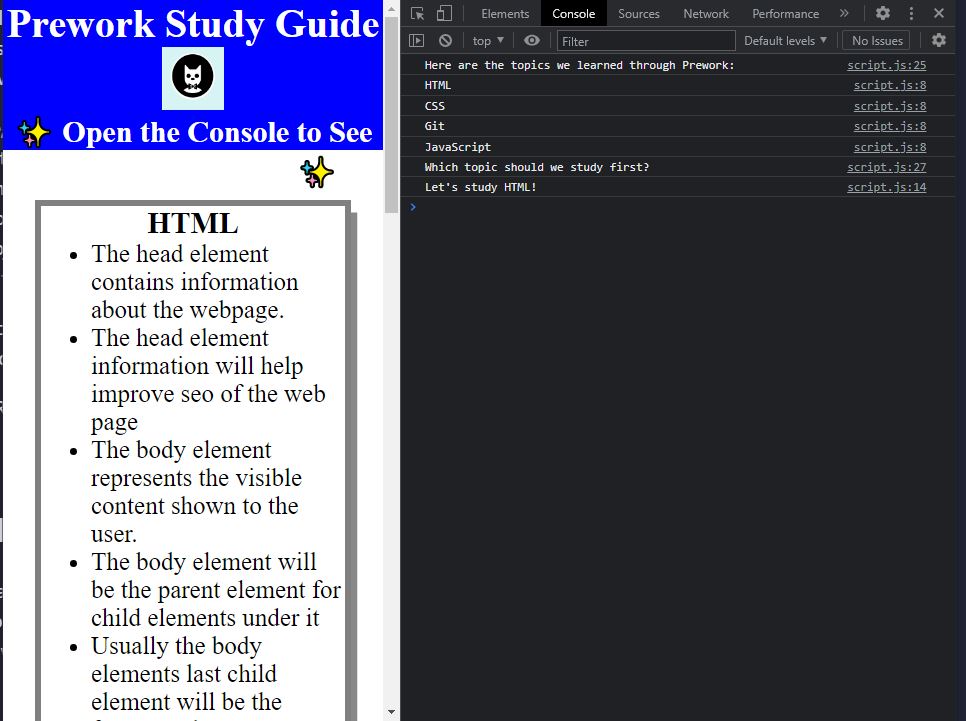 Prework Study Guide
✨ Open the Console to See
✨
HTML
• The head element
contains information
about the webpage.
• The head element
information will help
improve seo of the web
page
• The body element
represents the visible
content shown to the
user.
• The body element will
be the parent element for
child elements under it
• Usually the body
elements last child
element will be the
Elements Console Sources Network Performance »
top ▼ Filter Default levels ▼ No Issues
Here are the topics we learned through Prework: script.js:25
HTML script.js:8
CSS script.js:8
Git script.js:8
JavaScript script.js:8
Which topic should we study first? script.js:27
Let's study HTML! script.js:14